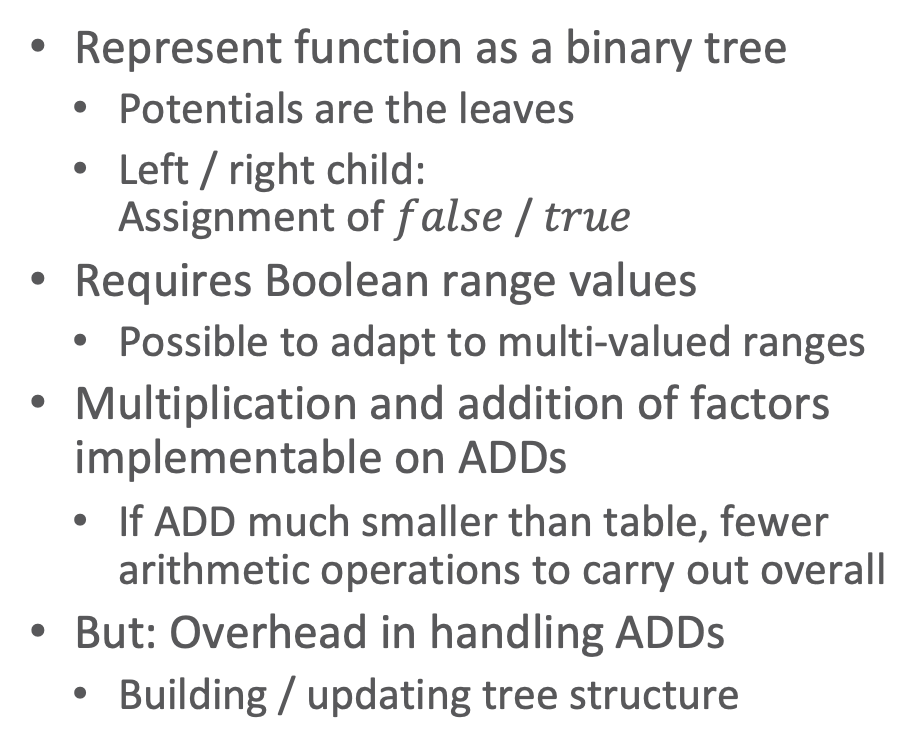 • Represent function as a binary tree
• Potentials are the leaves
• Left / right child:
Assignment of false / true
• Requires Boolean range values
• Possible to adapt to multi-valued ranges
• Multiplication and addition of factors
implementable on ADDs
• If ADD much smaller than table, fewer
arithmetic operations to carry out overall
• But: Overhead in handling ADDs
• Building / updating tree structure